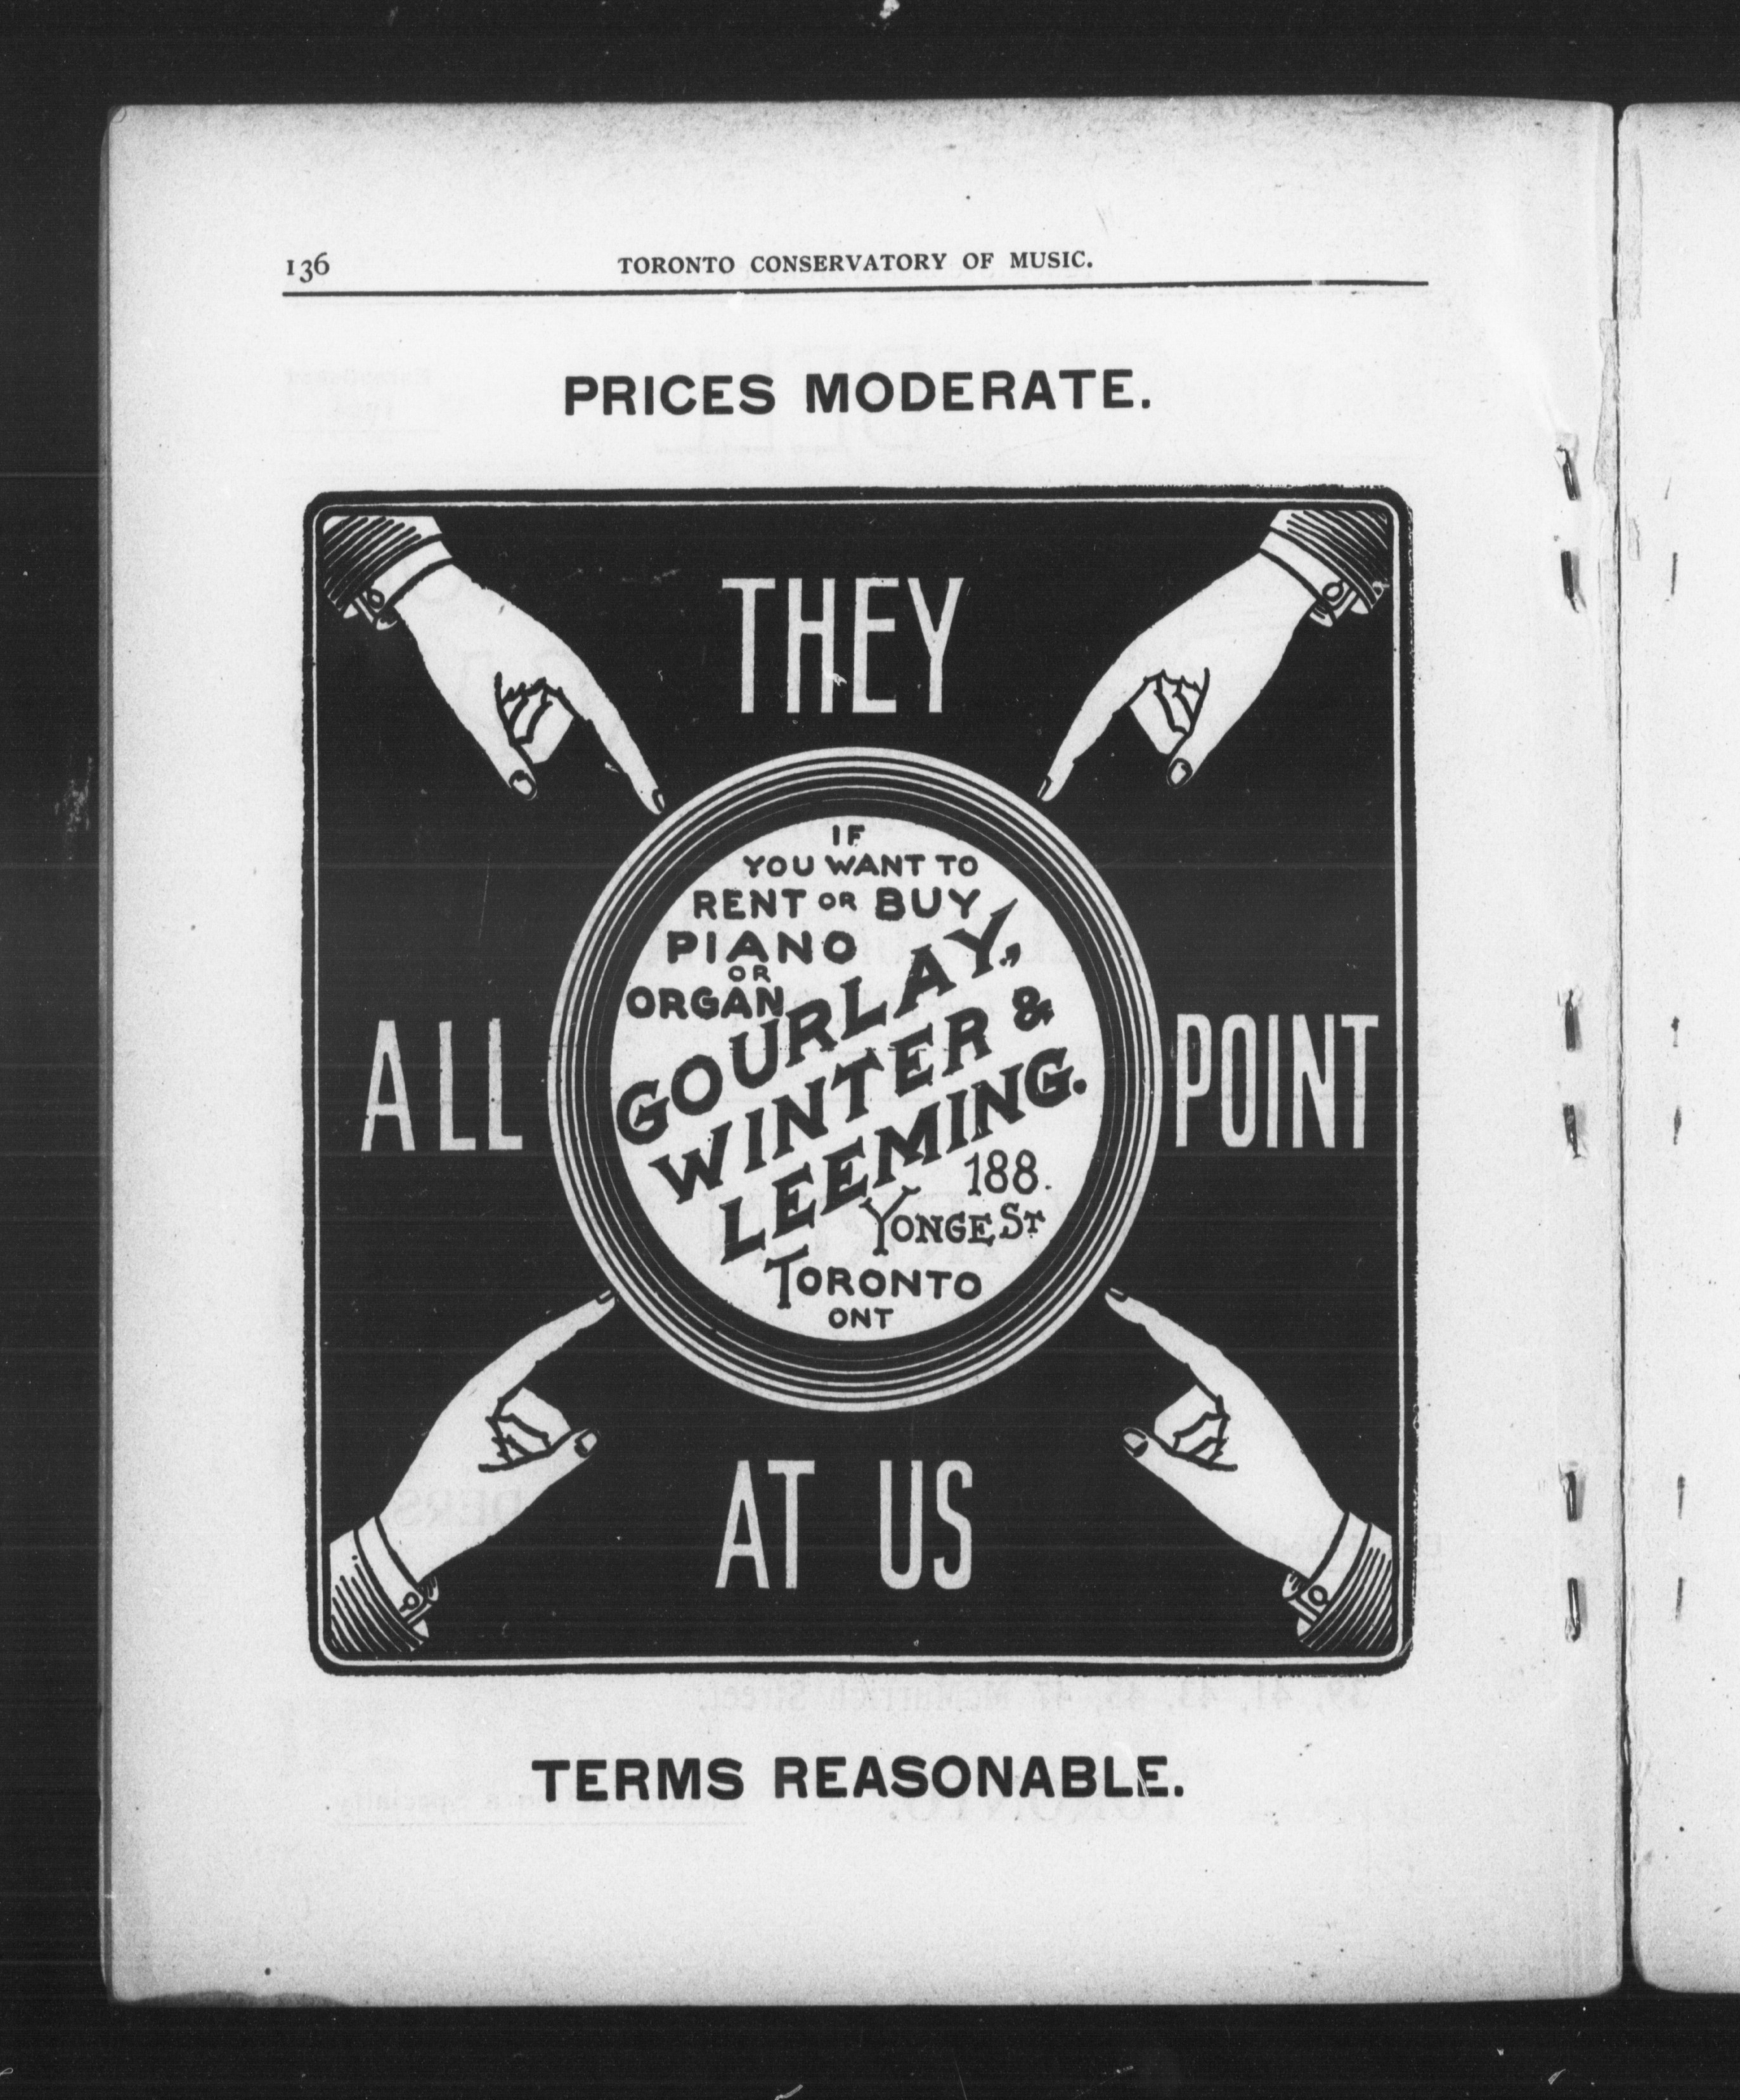 136
TORONTO CONSERVATORY OF MUSIC.
PRICES MODERATE.
THEY
ALL
IF
YOU WANT TO
RENT OR BUY
PIANO
OR
ORGAN
GOURLAY,
WINTER &
LEEMING.
188.
YONGE ST
TORONTO
ONT
POINT
AT US
TERMS REASONABLE.